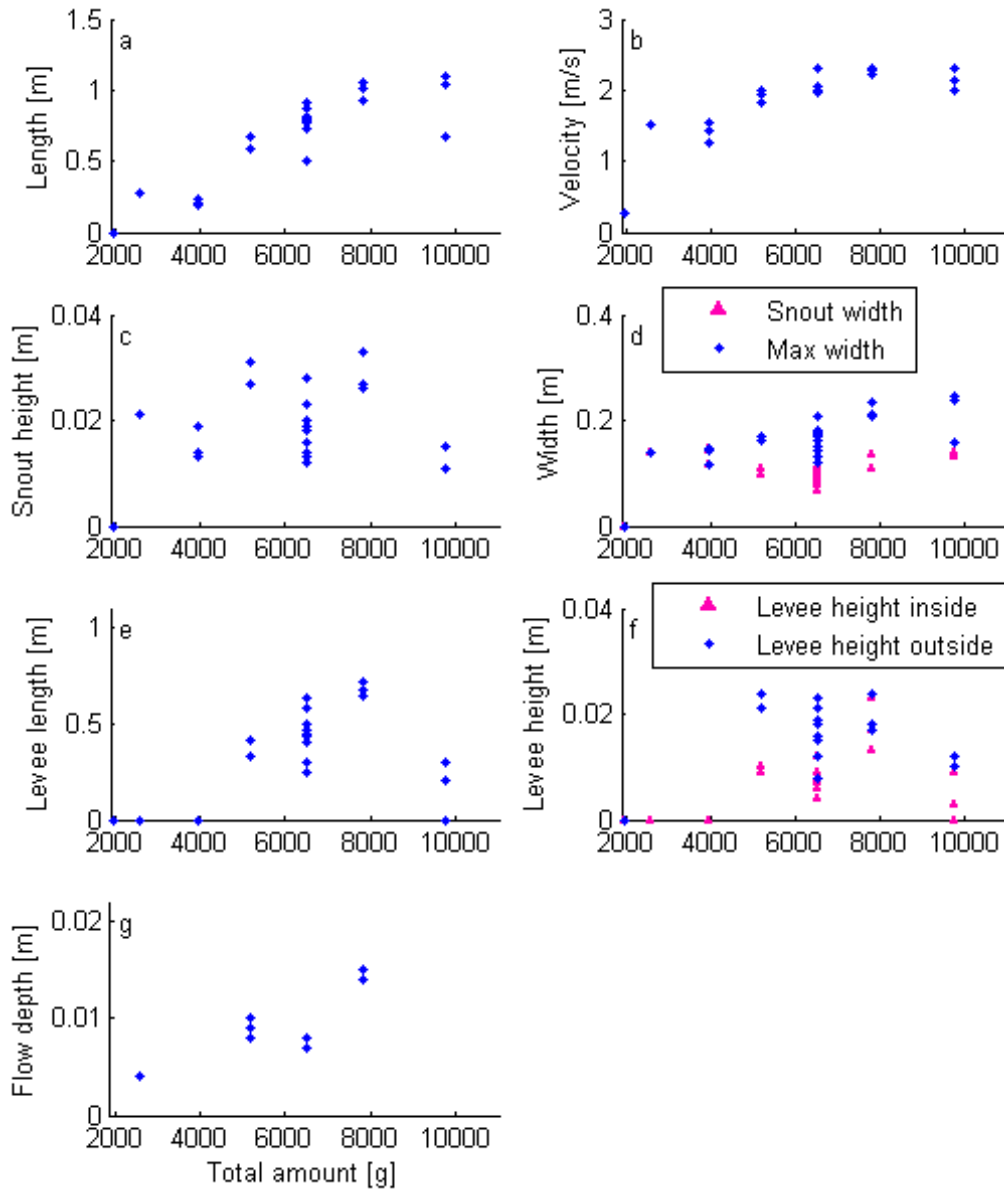 1.5
a
1
0.5
0
Length [m]
2000 4000 6000 8000 10000
3
b
2
1
0
Velocity [m/s]
2000 4000 6000 8000 10000
0.04
c
0.02
0
Snout height [m]
2000 4000 6000 8000 10000
Snout width
Max width
0.4
d
0.2
0
Width [m]
2000 4000 6000 8000 10000
1
e
0.5
0
Levee length [m]
2000 4000 6000 8000 10000
Levee height inside
Levee height outside
0.04
f
0.02
0
Levee height [m]
2000 4000 6000 8000 10000
0.02
g
0.01
0
Flow depth [m]
2000 4000 6000 8000 10000
Total amount [g]